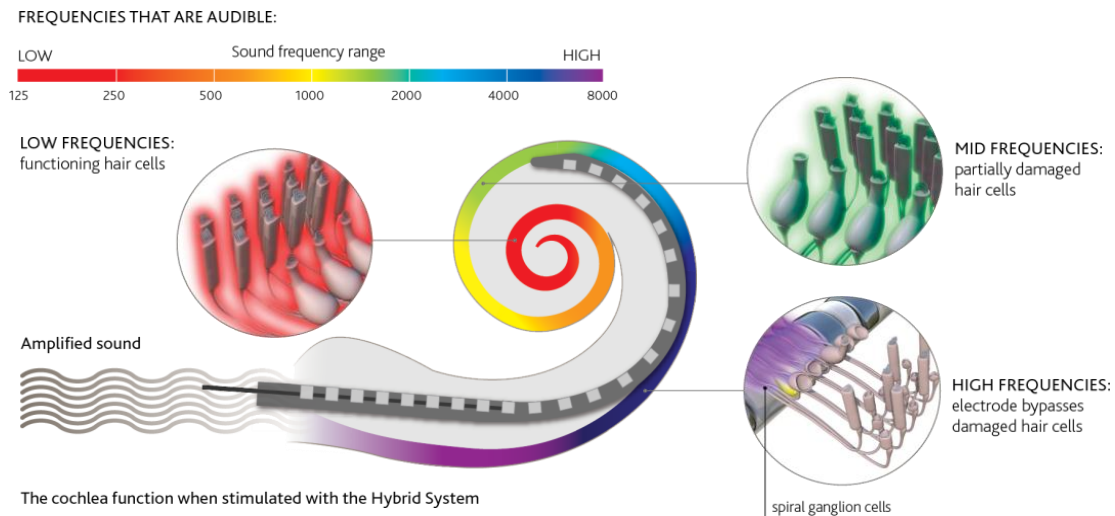 FREQUENCIES THAT ARE AUDIBLE:
LOW
Sound frequency range
HIGH
125
250
500
1000
2000
4000
8000
LOW FREQUENCIES:
functioning hair cells
MID FREQUENCIES:
partially damaged
hair cells
Amplified sound
HIGH FREQUENCIES:
electrode bypasses
damaged hair cells
The cochlea function when stimulated with the Hybrid System
spiral ganglion cells